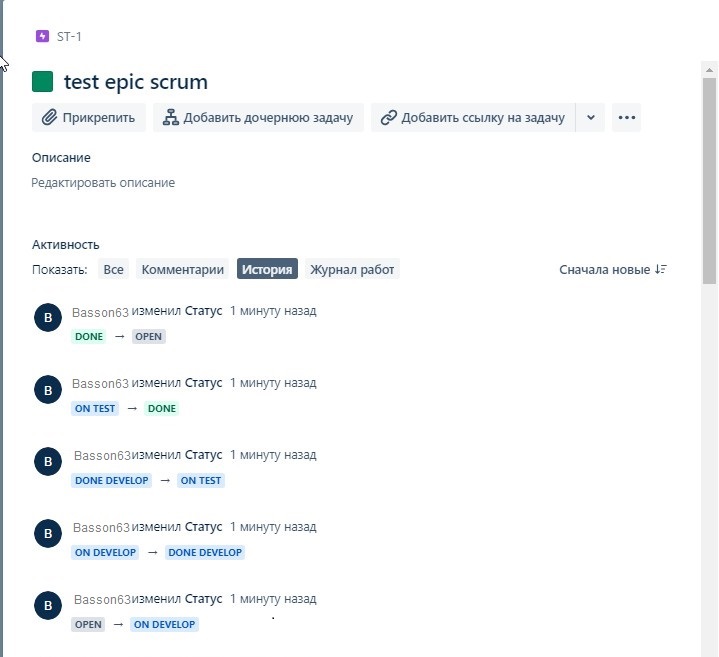 ST-1
test epic scrum
Прикрепить Добавить дочернюю задачу Добавить ссылку на задачу
Описание
Редактировать описание
Активность
Показать: Все Комментарии История Журнал работ Сначала новые
B Basson63 изменил Статус 1 минуту назад
DONE → OPEN
B Basson63 изменил Статус 1 минуту назад
ON TEST → DONE
B Basson63 изменил Статус 1 минуту назад
DONE DEVELOP → ON TEST
B Basson63 изменил Статус 1 минуту назад
ON DEVELOP → DONE DEVELOP
B Basson63 изменил Статус 1 минуту назад
OPEN → ON DEVELOP